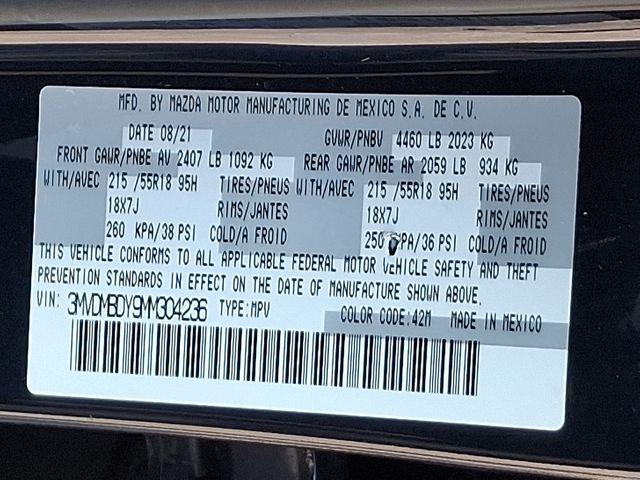 MFD. BY MAZDA MOTOR MANUFACTURING DE MEXICO S.A. DE C.V.
DATE 08/21 GVWR/PNBV 4460 LB 2023 KG
FRONT GAWR/PNBE AV 2407 LB 1092 KG REAR GAWR/PNBE AR 2059 LB 934 KG
WITH/AVEC 215 /55R18 95H TIRES/PNEUS WITH/AVEC 215 /55R18 95H TIRES/PNEUS
18X7J RIMS/JANTES 18X7J RIMS/JANTES
260 KPA/38 PSI COLD/A FROID 250 KPA/36 PSI COLD/A FROID
THIS VEHICLE CONFORMS TO ALL APPLICABLE FEDERAL MOTOR VEHICLE SAFETY AND THEFT
PREVENTION STANDARDS IN EFFECT ON THE DATE OF MANUFACTURE SHOWN ABOVE.
VIN: 3MVDMBDY9MM304236 TYPE:MPV COLOR CODE:42M MADE IN MEXICO